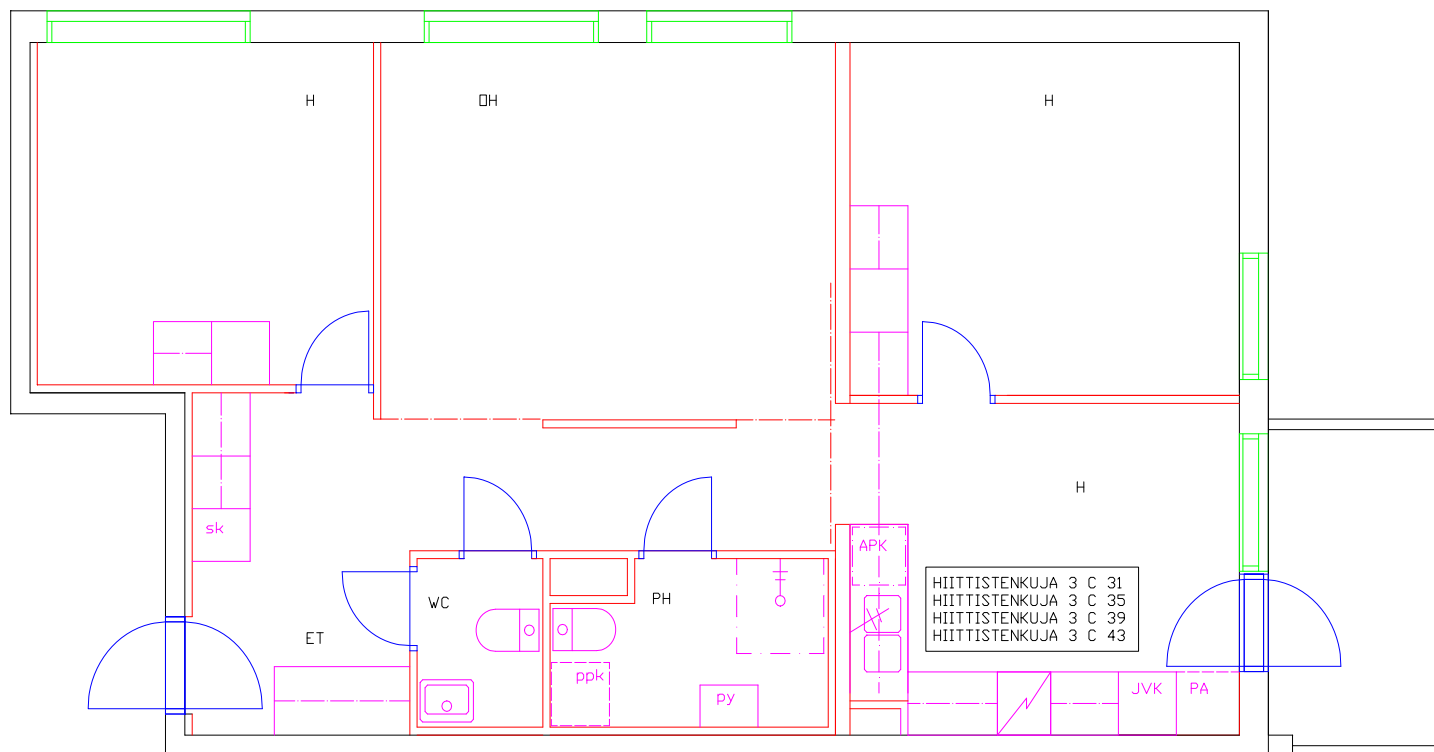 H
OH
H
H
sk
APK
HIITTISTENKUJA 3 C 31
HIITTISTENKUJA 3 C 35
HIITTISTENKUJA 3 C 39
HIITTISTENKUJA 3 C 43
WC
PH
ET
ppk
py
JVK
PA